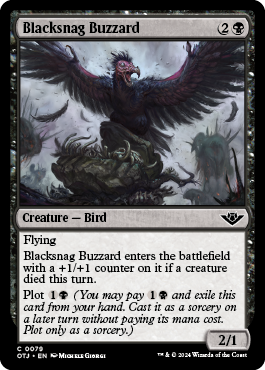 Blacksnag Buzzard 2
Creature — Bird
Flying
Blacksnag Buzzard enters the battlefield
with a +1/+1 counter on it if a creature
died this turn.
Plot 1 (You may pay 1 and exile this
card from your hand. Cast it as a sorcery on
a later turn without paying its mana cost.
Plot only as a sorcery.)
2/1
C 0079
OTJ • EN Michele Giorgi
™ & © 2024 Wizards of the Coast